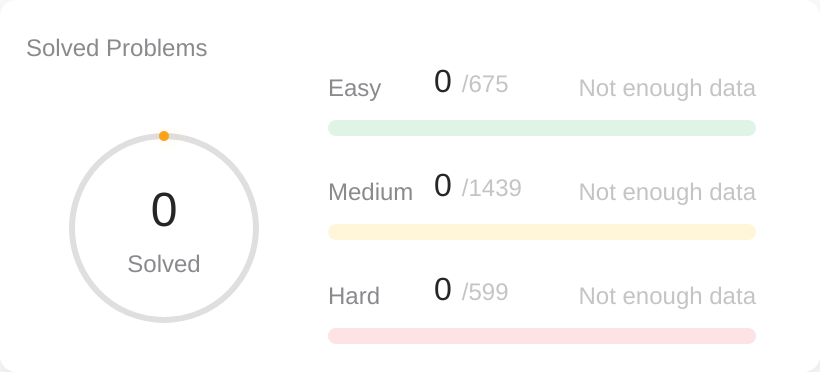 Solved Problems
0
Solved
Easy 0 /675 Not enough data
Medium 0 /1439 Not enough data
Hard 0 /599 Not enough data